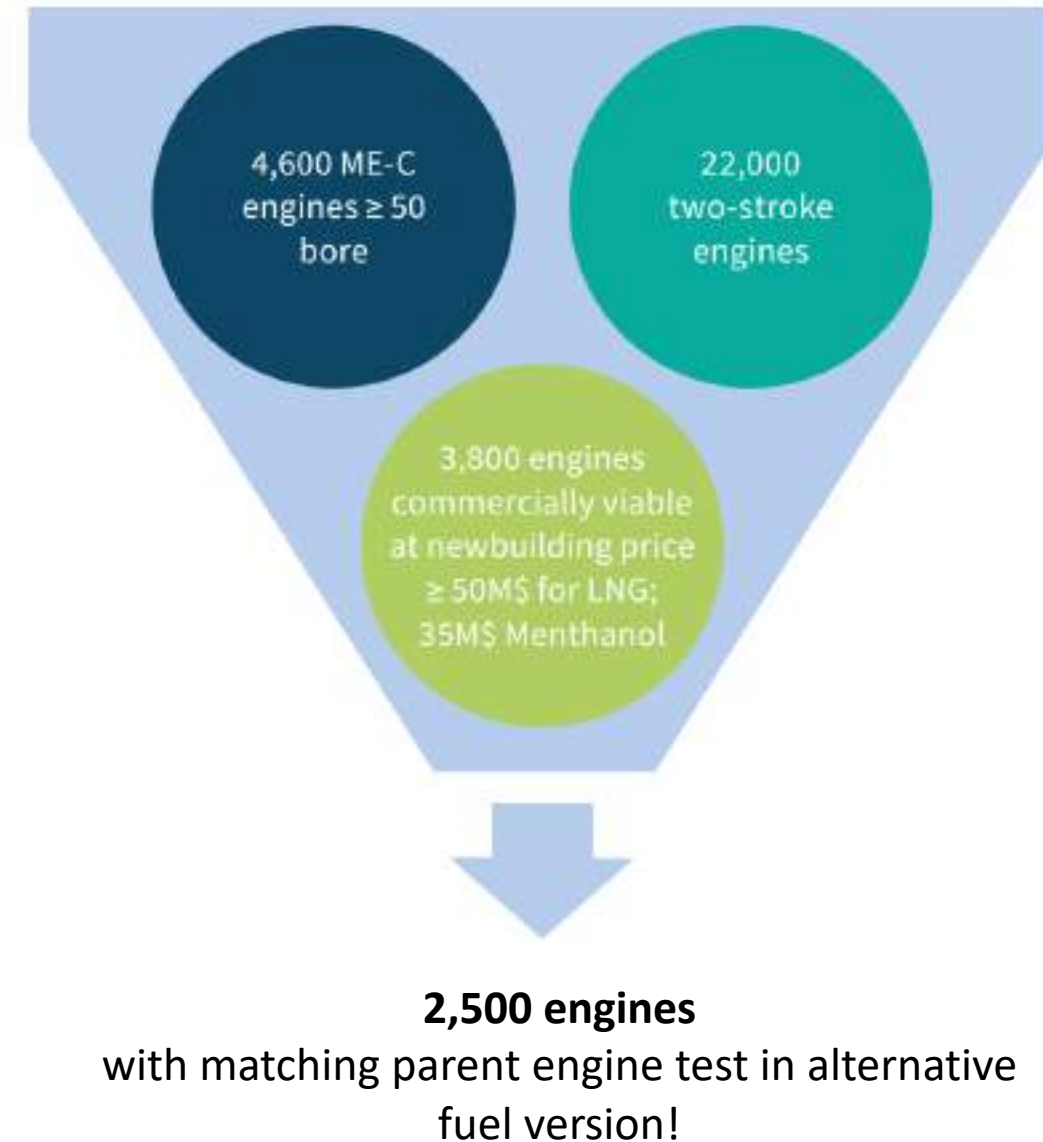 4,600 ME-C
engines ≥ 50
bore
22,000
two-stroke
engines
3,800 engines
commercially viable
at newbuilding price
≥ 50M$ for LNG;
35M$ Menthanol
2,500 engines
with matching parent engine test in alternative
fuel version!